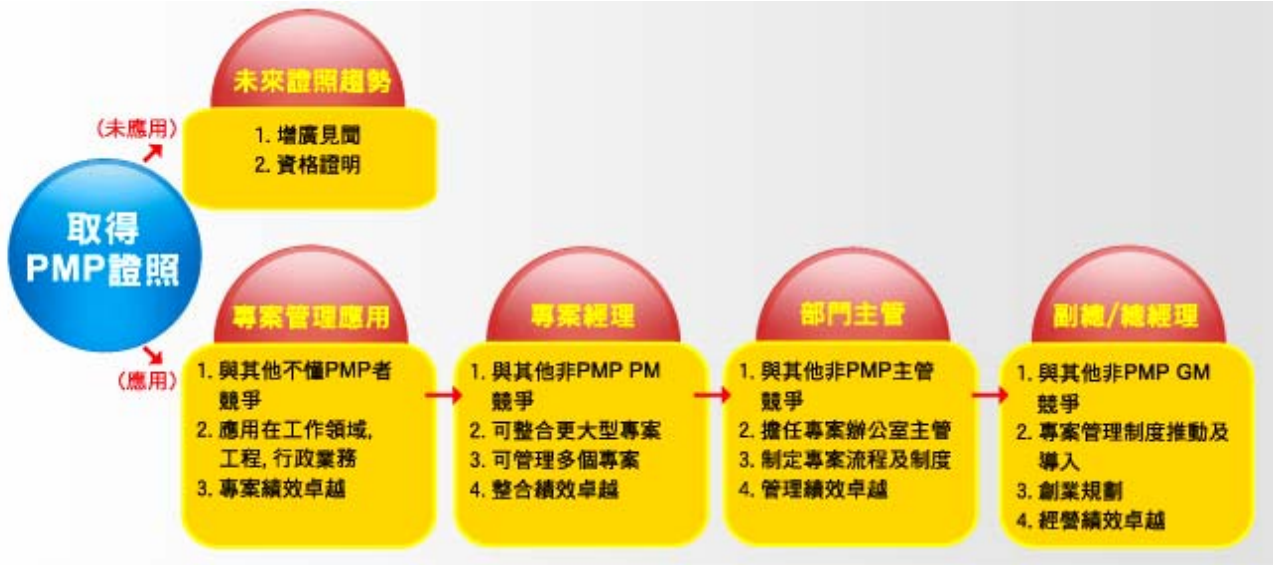 未來證照趨勢
(未應用)
1. 增廣見聞
2. 資格證明
取得
PMP證照
(應用)
專案管理應用
1. 與其他不懂PMP者
競爭
2. 應用在工作領域,
工程, 行政業務
3. 專案績效卓越
專案經理
1. 與其他非PMP PM
競爭
2. 可整合更大型專案
3. 可管理多個專案
4. 整合績效卓越
部門主管
1. 與其他非PMP主管
競爭
2. 擔任專案辦公室主管
3. 制定專案流程及制度
4. 管理績效卓越
副總/總經理
1. 與其他非PMP GM
競爭
2. 專案管理制度推動及
導入
3. 創業規劃
4. 經營績效卓越